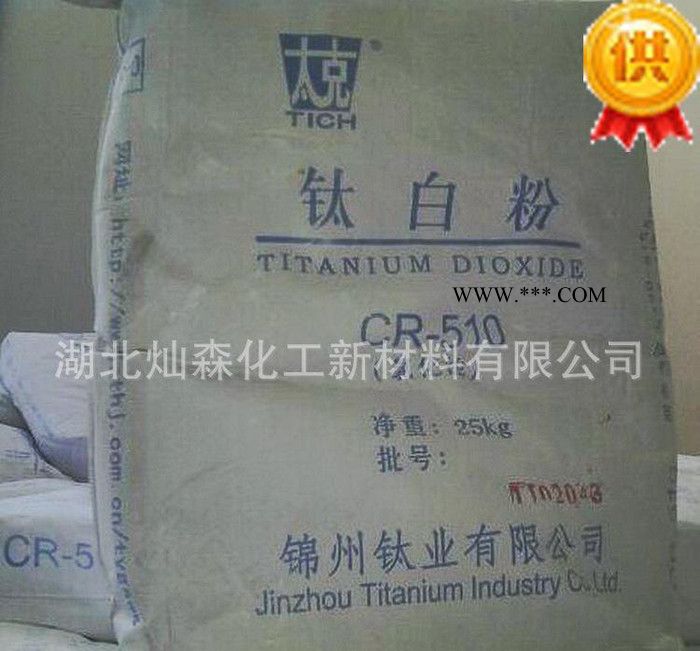 供
太克®
TICH
钛白粉
TITANIUM DIOXIDE
WWW.***.COM
CR-510
湖北灿森化工新材料有限公司
净重: 25kg
批号:
锦州钛业有限公司
Jinzhou Titanium Industry Co.,Ltd.
CR-5